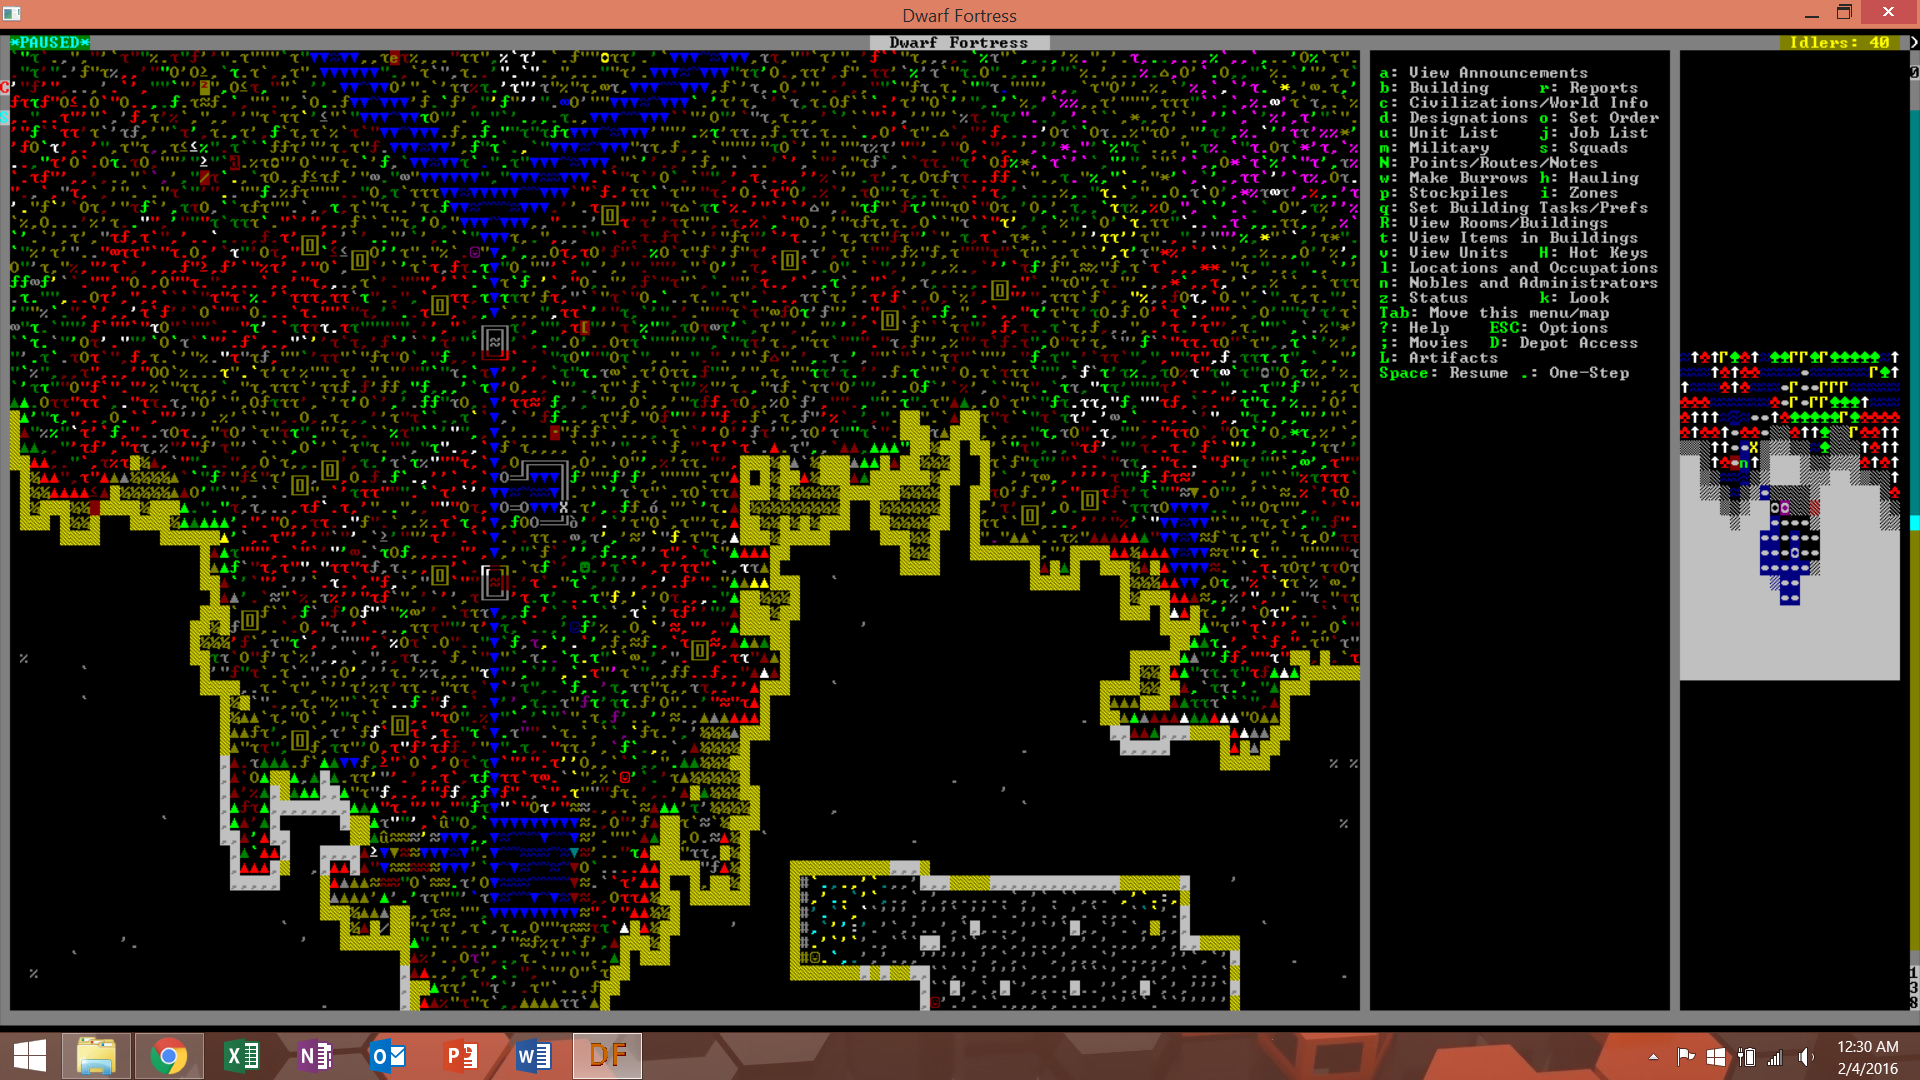 Dwarf Fortress
*PAUSED*
Dwarf Fortress
Idlers: 40
a: View Announcements
b: Building r: Reports
c: Civilizations/World Info
d: Designations o: Set Order
u: Unit List j: Job List
m: Military s: Squads
N: Points/Routes/Notes
w: Make Burrows h: Hauling
p: Stockpiles i: Zones
q: Set Building Tasks/Prefs
R: View Rooms/Buildings
t: View Items in Buildings
v: View Units H: Hot Keys
l: Locations and Occupations
n: Nobles and Administrators
z: Status k: Look
Tab: Move this menu/map
?: Help ESC: Options
;: Movies D: Depot Access
L: Artifacts
Space: Resume .: One-Step
138
DF
12:30 AM
2/4/2016